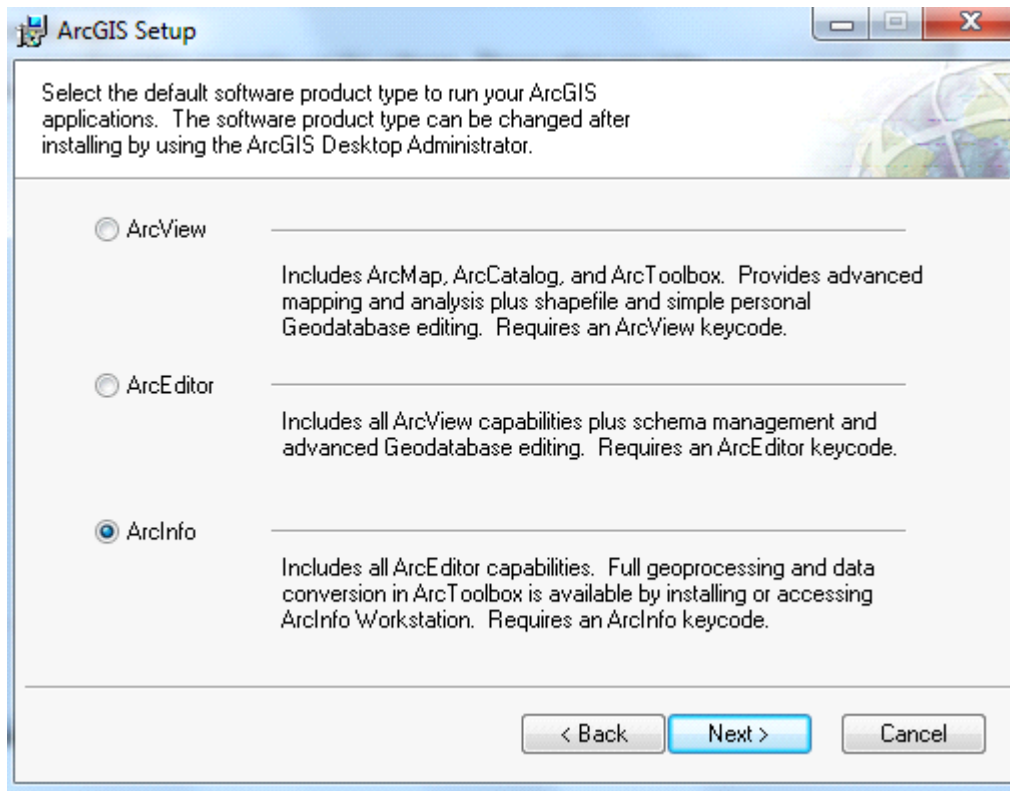 ArcGIS Setup
Select the default software product type to run your ArcGIS
applications. The software product type can be changed after
installing by using the ArcGIS Desktop Administrator.
ArcView
Includes ArcMap, ArcCatalog, and ArcToolbox. Provides advanced
mapping and analysis plus shapefile and simple personal
Geodatabase editing. Requires an ArcView keycode.
ArcEditor
Includes all ArcView capabilities plus schema management and
advanced Geodatabase editing. Requires an ArcEditor keycode.
ArcInfo
Includes all ArcEditor capabilities. Full geoprocessing and data
conversion in ArcToolbox is available by installing or accessing
ArcInfo Workstation. Requires an ArcInfo keycode.
< Back Next > Cancel